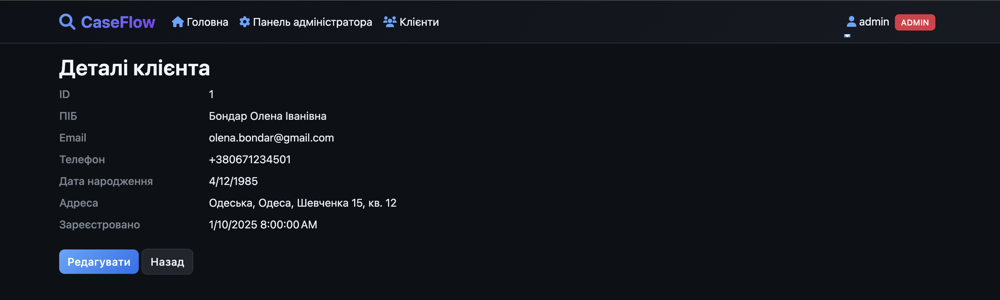 CaseFlow Головна Панель адміністратора Клієнти admin ADMIN
Деталі клієнта
ID 1
ПІБ Бондар Олена Іванівна
Email olena.bondar@gmail.com
Телефон +380671234501
Дата народження 4/12/1985
Адреса Одеська, Одеса, Шевченка 15, кв. 12
Зареєстровано 1/10/2025 8:00:00 AM
Редагувати Назад